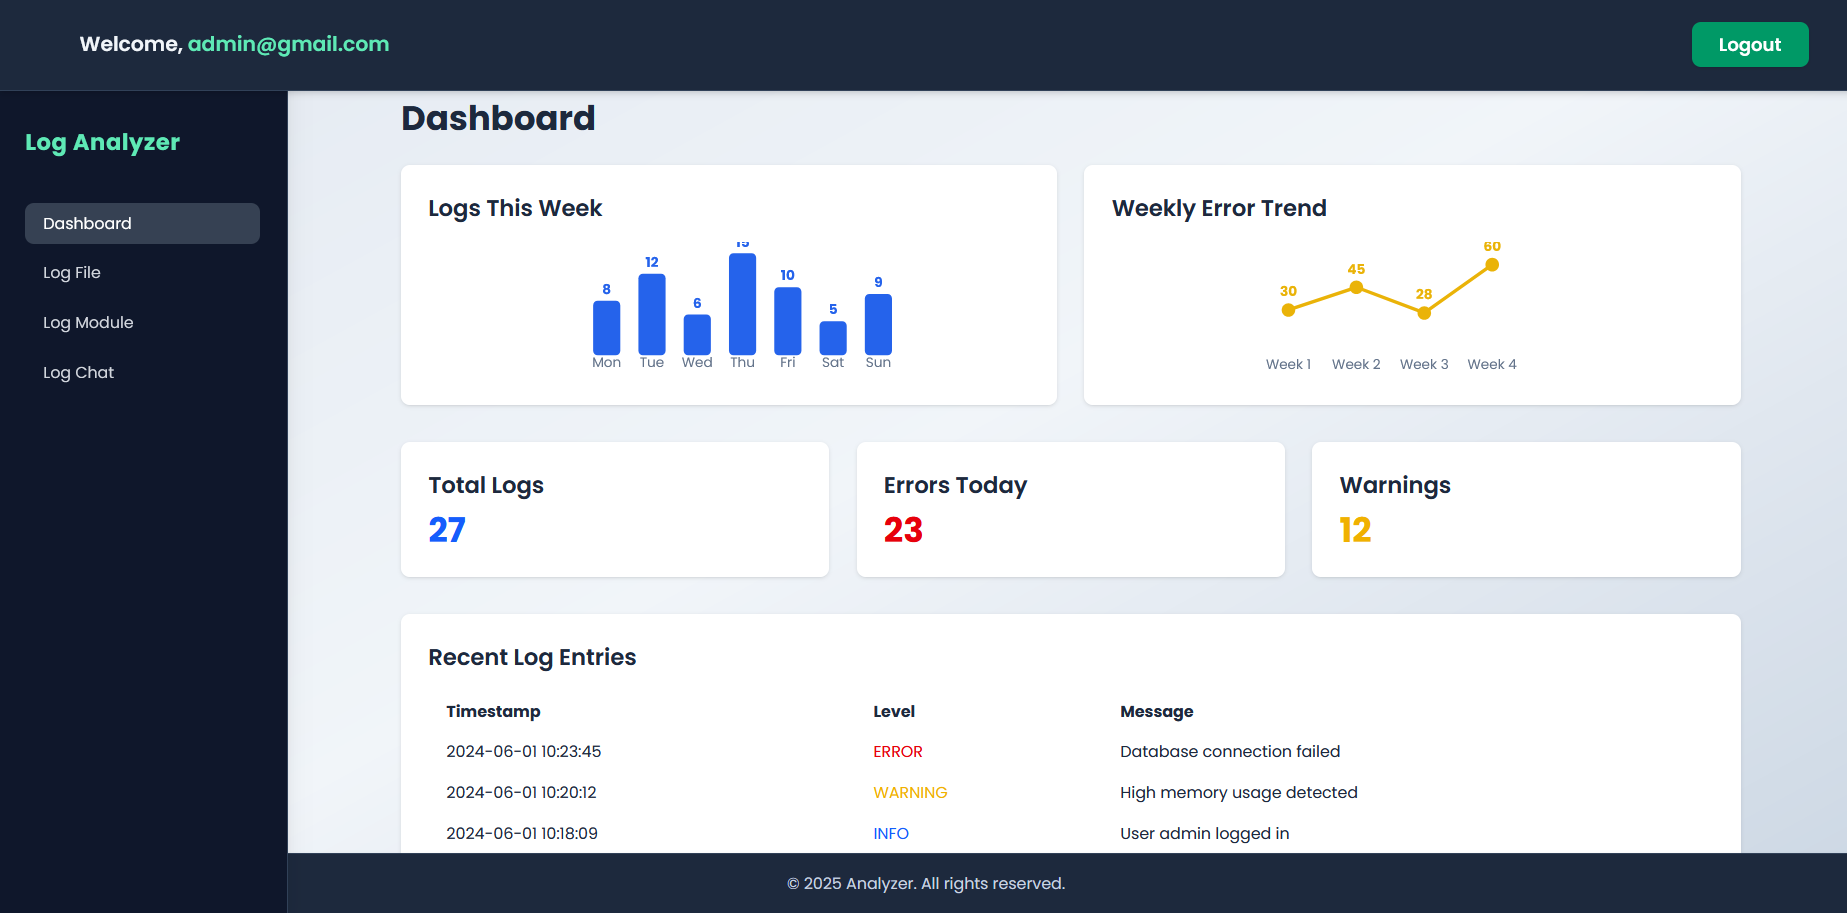 Welcome, admin@gmail.com
Logout
Log Analyzer
Dashboard
Log File
Log Module
Log Chat
Dashboard
Logs This Week
8 12 6 15 10 5 9
Mon Tue Wed Thu Fri Sat Sun
Weekly Error Trend
30 45 28 60
Week 1 Week 2 Week 3 Week 4
Total Logs
27
Errors Today
23
Warnings
12
Recent Log Entries
Timestamp Level Message
2024-06-01 10:23:45 ERROR Database connection failed
2024-06-01 10:20:12 WARNING High memory usage detected
2024-06-01 10:18:09 INFO User admin logged in
© 2025 Analyzer. All rights reserved.